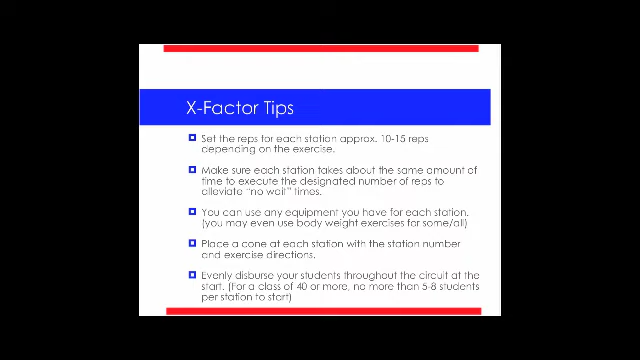 X-Factor Tips
Set the reps for each station approx. 10-15 reps
depending on the exercise.
Make sure each station takes about the same amount of
time to execute the designated number of reps to
alleviate “no wait” times.
You can use any equipment you have for each station.
(you may even use body weight exercises for some/all)
Place a cone at each station with the station number
and exercise directions.
Evenly disburse your students throughout the circuit at the
start. (For a class of 40 or more, no more than 5-8 students
per station to start)